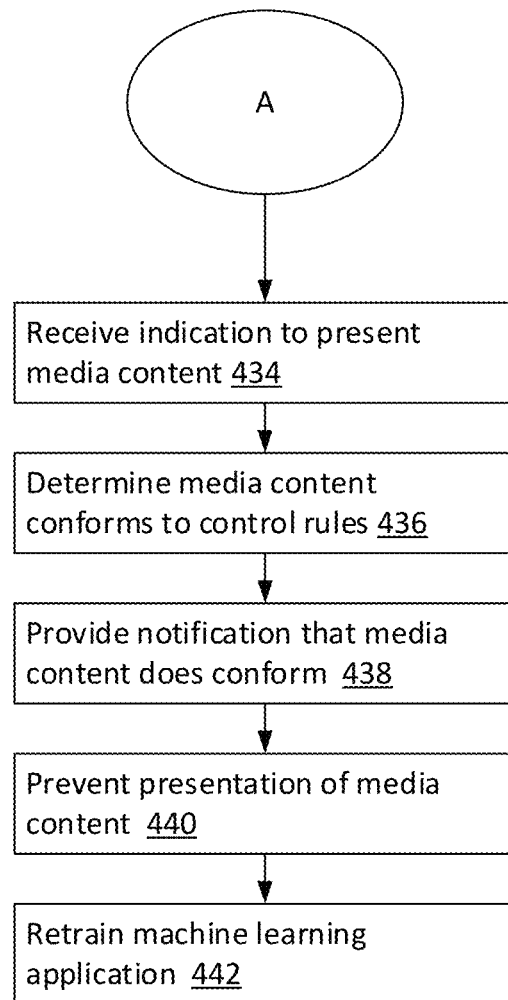 A
Receive indication to present
media content 434
Determine media content
conforms to control rules 436
Provide notification that media
content does conform 438
Prevent presentation of media
content 440
Retrain machine learning
application 442